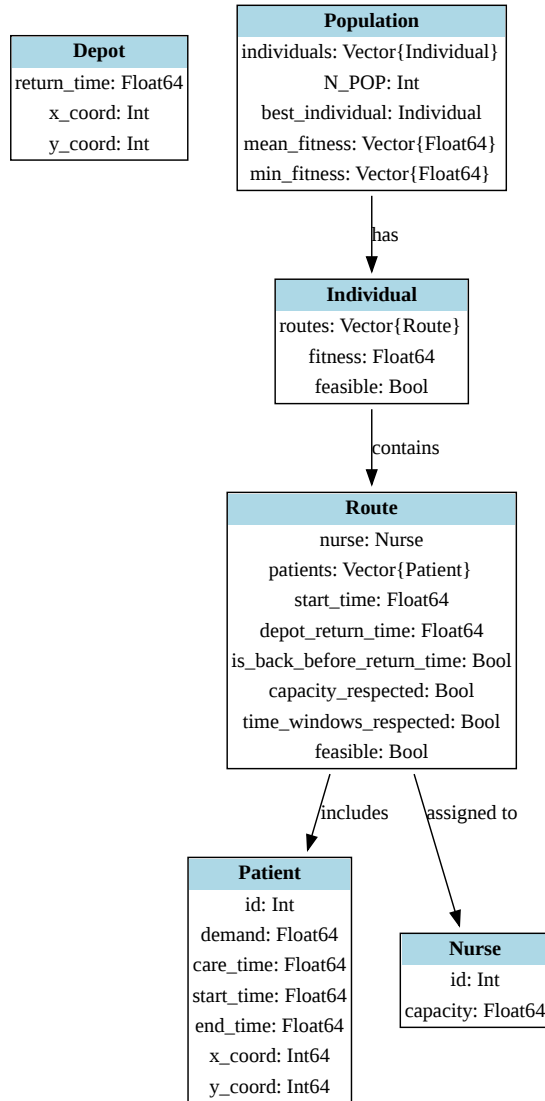 Depot
return_time: Float64
x_coord: Int
y_coord: Int
Population
individuals: Vector{Individual}
N_POP: Int
best_individual: Individual
mean_fitness: Vector{Float64}
min_fitness: Vector{Float64}
has
Individual
routes: Vector{Route}
fitness: Float64
feasible: Bool
contains
Route
nurse: Nurse
patients: Vector{Patient}
start_time: Float64
depot_return_time: Float64
is_back_before_return_time: Bool
capacity_respected: Bool
time_windows_respected: Bool
feasible: Bool
includes
assigned to
Patient
id: Int
demand: Float64
care_time: Float64
start_time: Float64
end_time: Float64
x_coord: Int64
y_coord: Int64
Nurse
id: Int
capacity: Float64